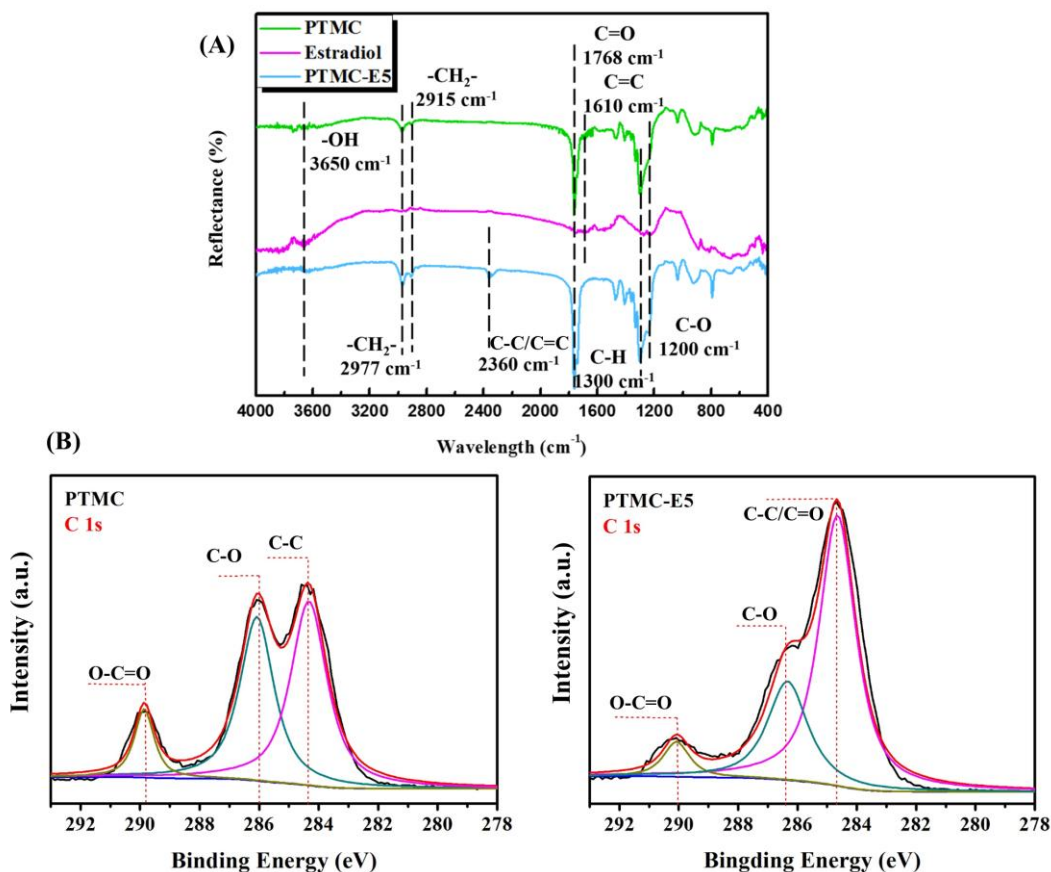 (A)
PTMC
Estradiol
PTMC-E5
-OH
3650 cm⁻¹
-CH₂-
2915 cm⁻¹
C=O
1768 cm⁻¹
C=C
1610 cm⁻¹
-CH₂-
2977 cm⁻¹
C-C/C=C
2360 cm⁻¹
C-H
1300 cm⁻¹
C-O
1200 cm⁻¹
Reflectance (%)
4000 3600 3200 2800 2400 2000 1600 1200 800 400
Wavelength (cm⁻¹)
(B)
PTMC
C 1s
O-C=O
C-O
C-C
Intensity (a.u.)
292 290 288 286 284 282 280 278
Binding Energy (eV)
PTMC-E5
C 1s
O-C=O
C-O
C-C/C=O
Intensity (a.u.)
292 290 288 286 284 282 280 278
Bingding Energy (eV)